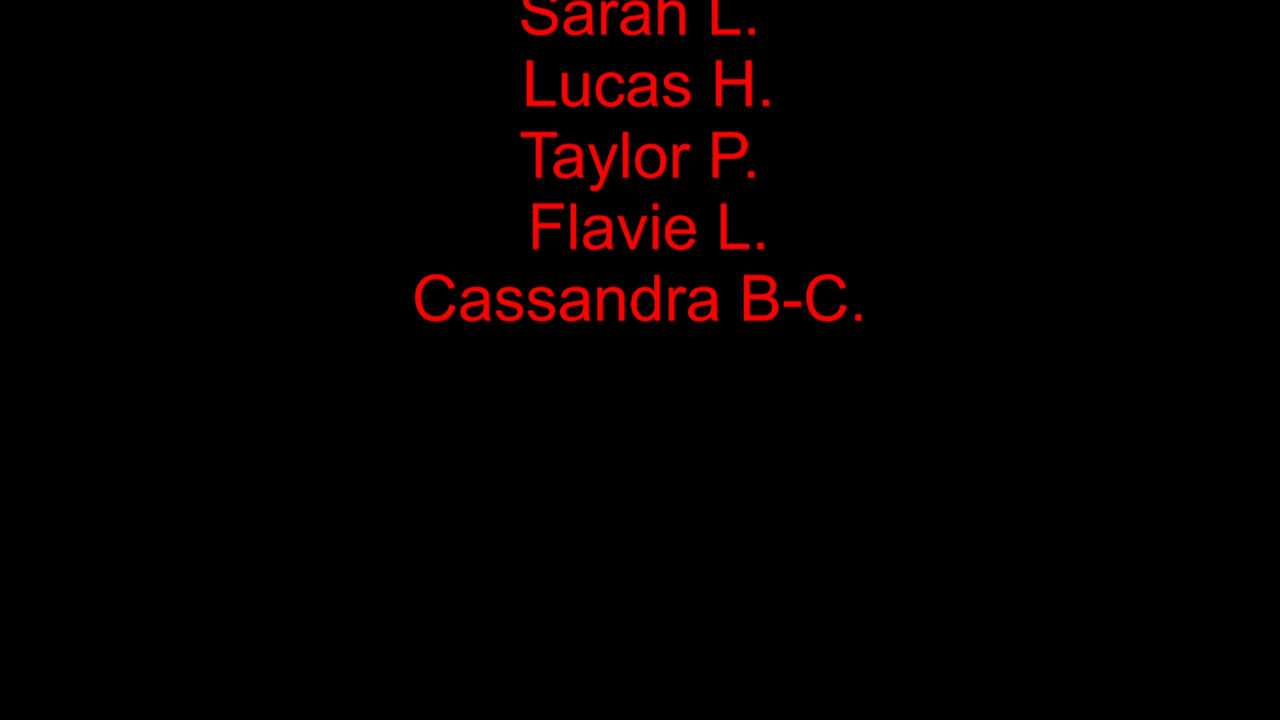 Sarah L.
Lucas H.
Taylor P.
Flavie L.
Cassandra B-C.